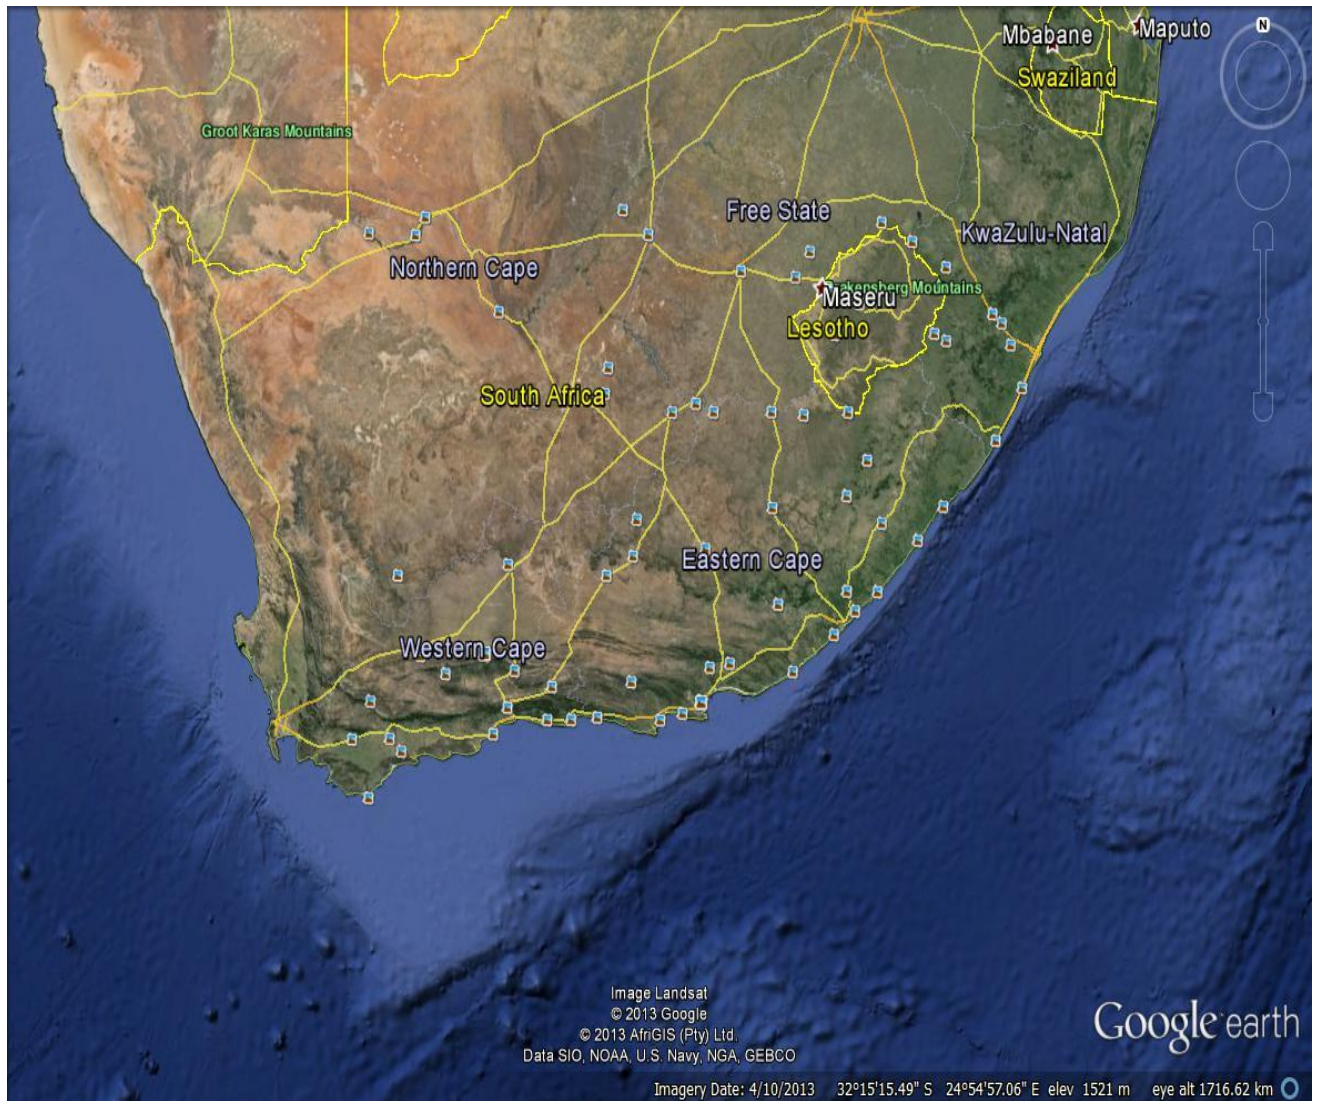 N
Mbabane
Maputo
Swaziland
Groot Karas Mountains
Free State
KwaZulu-Natal
Northern Cape
Drakensberg Mountains
Maseru
Lesotho
South Africa
Eastern Cape
Western Cape
Image Landsat
© 2013 Google
© 2013 AfriGIS (Pty) Ltd.
Data SIO, NOAA, U.S. Navy, NGA, GEBCO
Google earth
Imagery Date: 4/10/2013 32°15'15.49" S 24°54'57.06" E elev 1521 m eye alt 1716.62 km